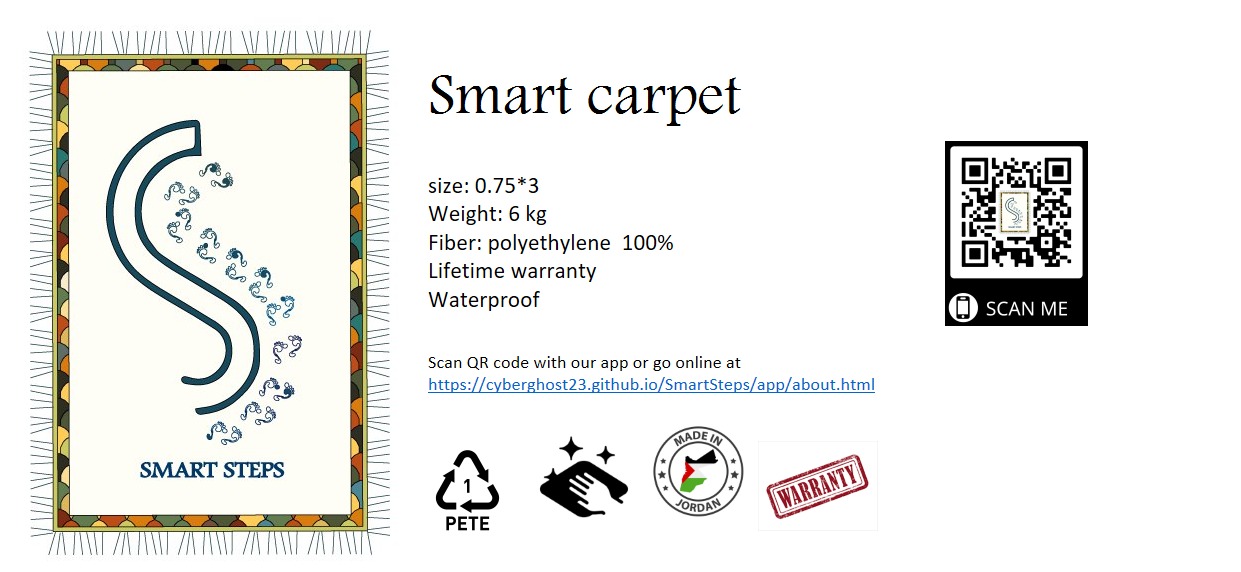 Smart carpet
size: 0.75*3
Weight: 6 kg
Fiber: polyethylene 100%
Lifetime warranty
Waterproof
Scan QR code with our app or go online at
https://cyberghost23.github.io/SmartSteps/app/about.html
SMART STEPS
SCAN ME
1
PETE
MADE IN
JORDAN
WARRANTY